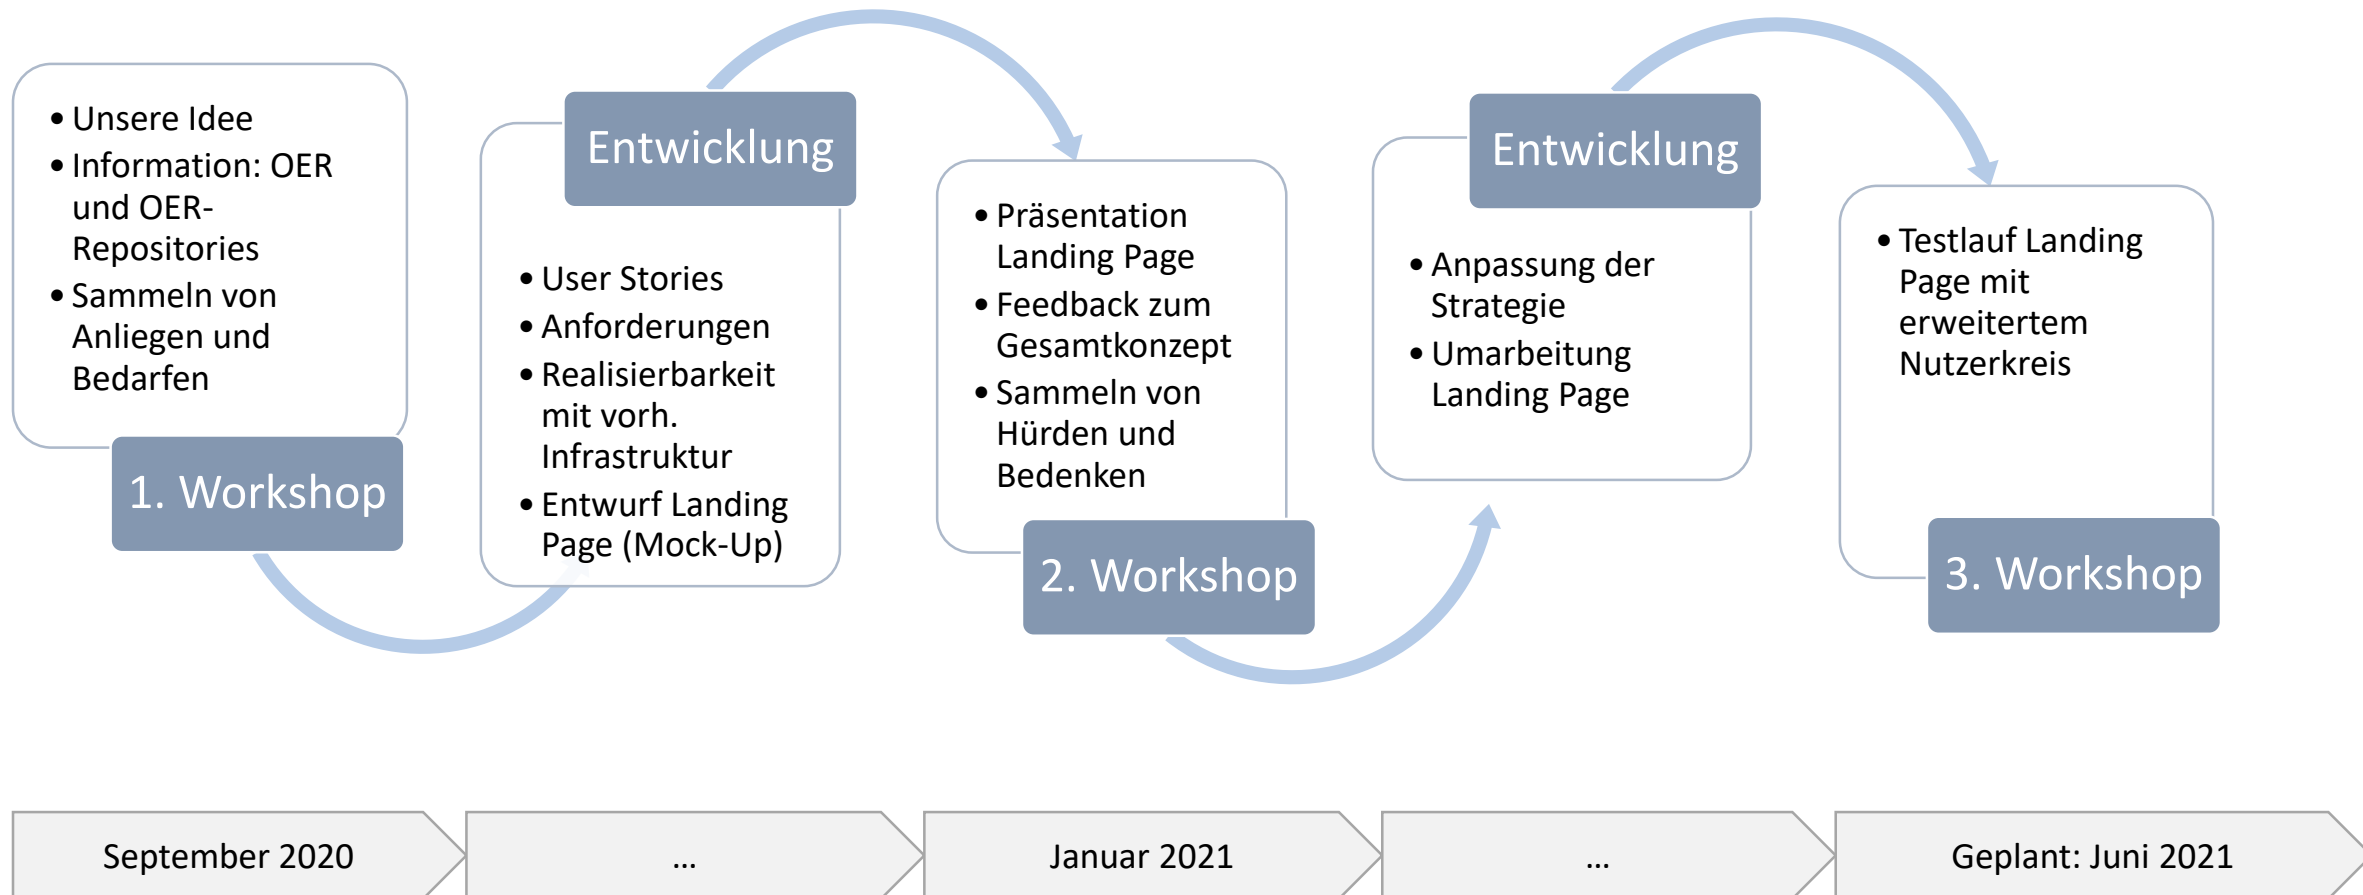 • Unsere Idee
• Information: OER
und OER-
Repositories
• Sammeln von
Anliegen und
Bedarfen
1. Workshop
Entwicklung
• User Stories
• Anforderungen
• Realisierbarkeit
mit vorh.
Infrastruktur
• Entwurf Landing
Page (Mock-Up)
• Präsentation
Landing Page
• Feedback zum
Gesamtkonzept
• Sammeln von
Hürden und
Bedenken
2. Workshop
Entwicklung
• Anpassung der
Strategie
• Umarbeitung
Landing Page
• Testlauf Landing
Page mit
erweitertem
Nutzerkreis
3. Workshop
September 2020
...
Januar 2021
...
Geplant: Juni 2021